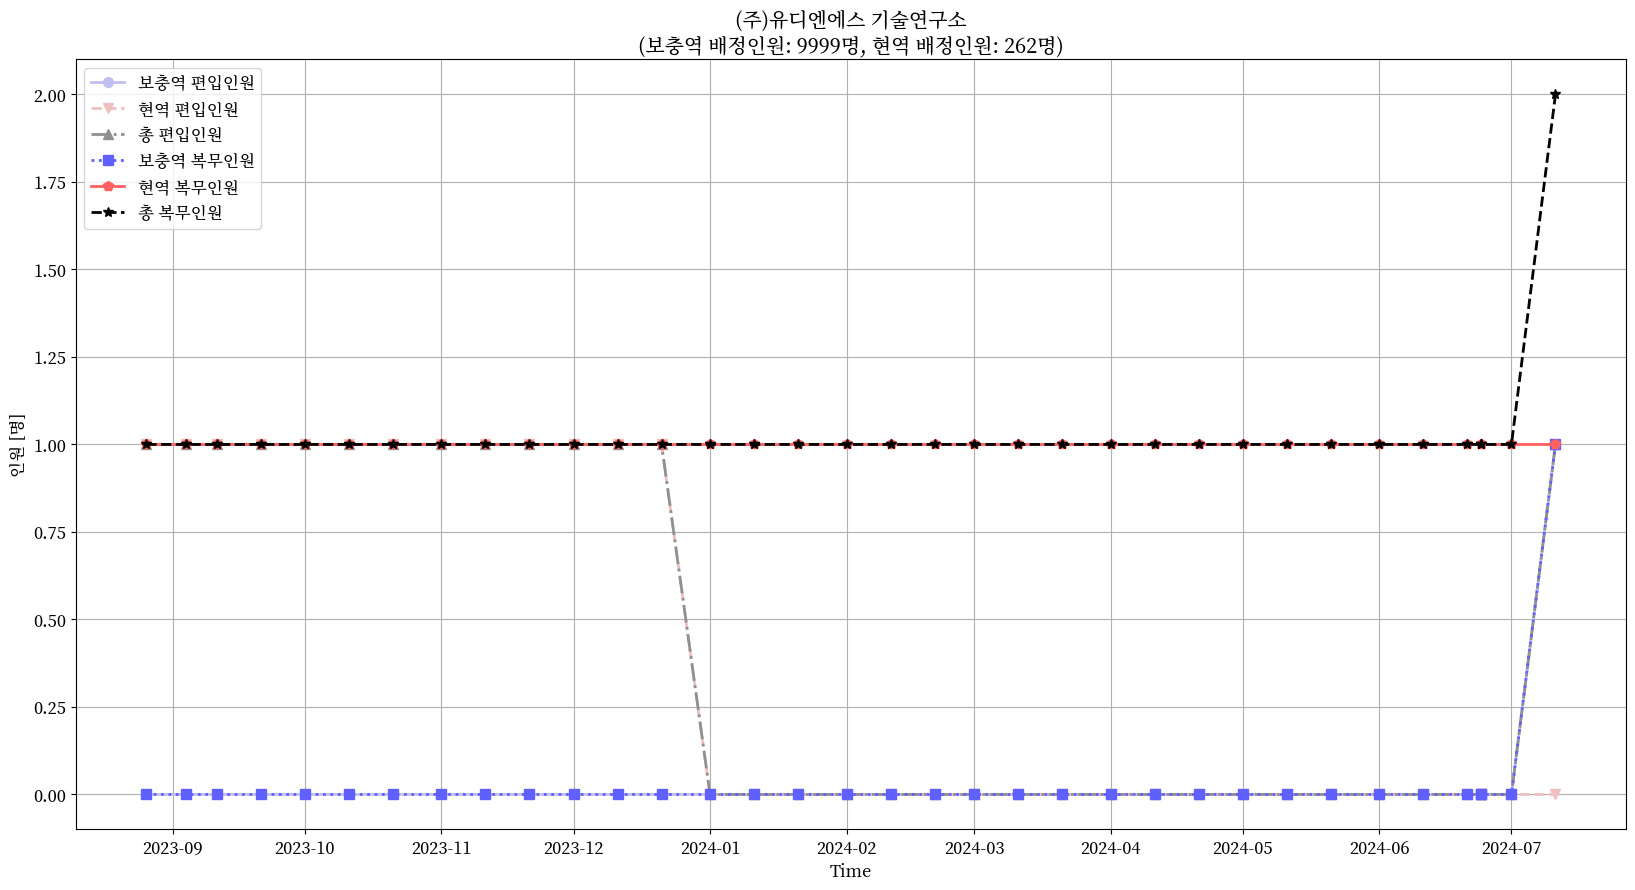 (주)유디엔에스 기술연구소
(보충역 배정인원: 9999명, 현역 배정인원: 262명)
보충역 편입인원
현역 편입인원
총 편입인원
보충역 복무인원
현역 복무인원
총 복무인원
2.00
1.75
1.50
1.25
1.00
0.75
0.50
0.25
0.00
인원 [명]
2023-09 2023-10 2023-11 2023-12 2024-01 2024-02 2024-03 2024-04 2024-05 2024-06 2024-07
Time